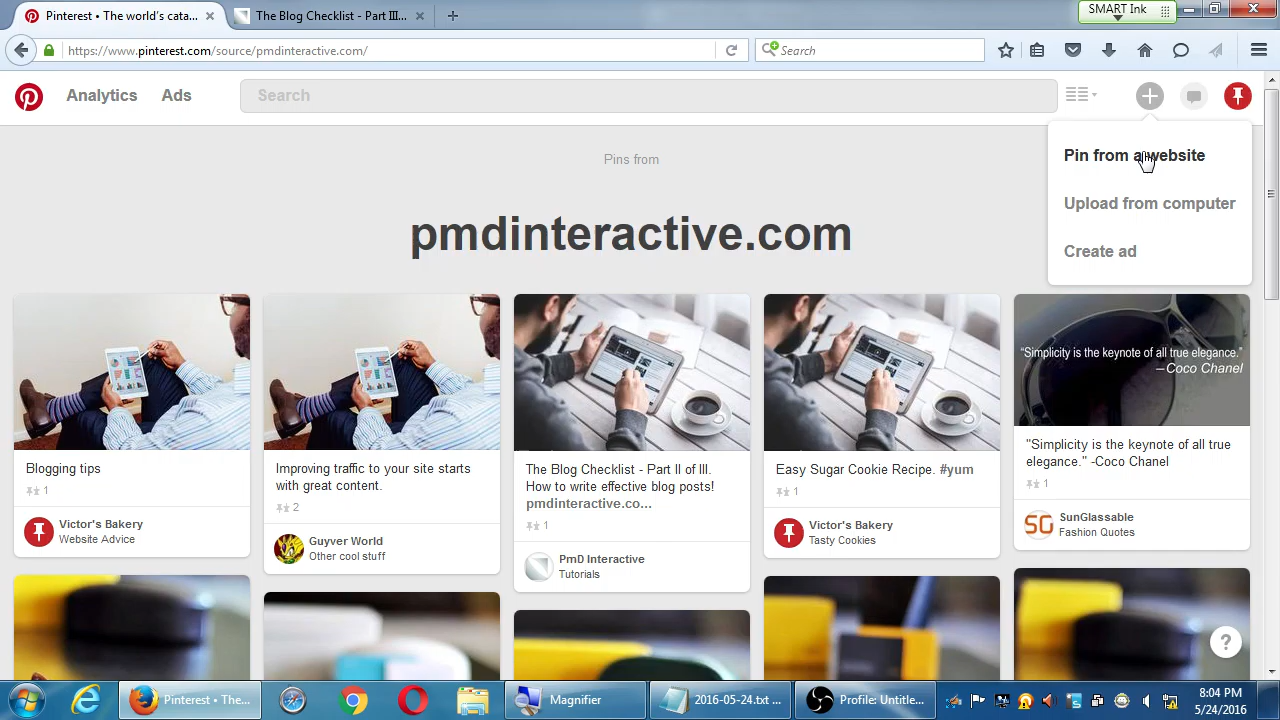 Pinterest • The world's cata...
The Blog Checklist - Part III...
SMART Ink
https://www.pinterest.com/source/pmdinteractive.com/
Search
Analytics
Ads
Search
Pin from a website
Upload from computer
Create ad
Pins from
pmdinteractive.com
Blogging tips
1
Victor's Bakery
Website Advice
Improving traffic to your site starts
with great content.
2
Guyver World
Other cool stuff
The Blog Checklist - Part II of III.
How to write effective blog posts!
pmdinteractive.co...
1
PmD Interactive
Tutorials
Easy Sugar Cookie Recipe. #yum
1
Victor's Bakery
Tasty Cookies
"Simplicity is the keynote of all true elegance."
—Coco Chanel
"Simplicity is the keynote of all true
elegance." -Coco Chanel
1
SunGlassable
Fashion Quotes
?
Pinterest • The...
Magnifier
2016-05-24.txt ...
Profile: Untitle...
8:04 PM
5/24/2016